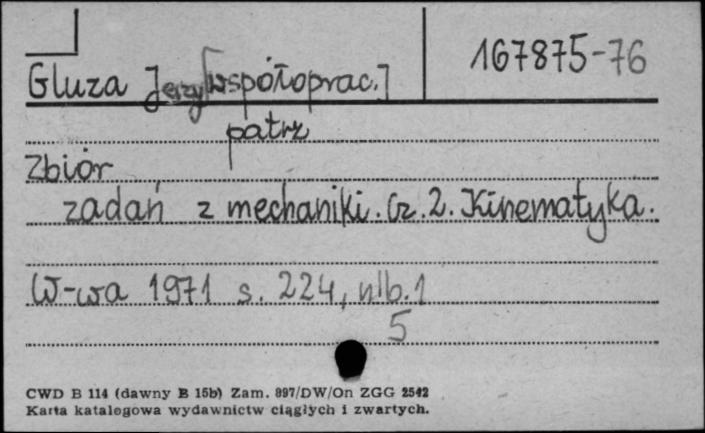 Gluza Jerzy [współoprac.] 167875-76
patrz
Zbiór
zadań z mechaniki. Cz. 2. Kinematyka.
W-wa 1971 s. 224, nlb. 1
5
CWD B 114 (dawny B 15b) Zam. 897/DW/On ZGG 2542
Karta katalogowa wydawnictw ciągłych i zwartych.